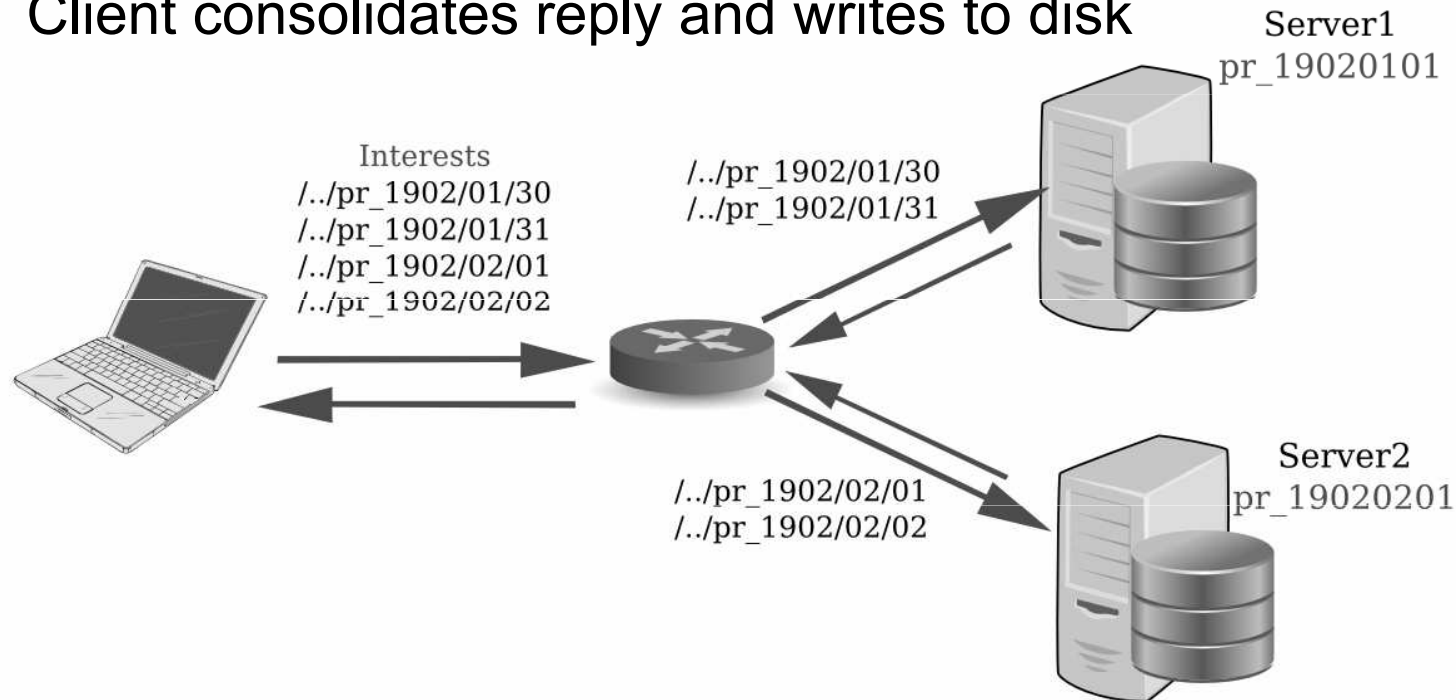 Client consolidates reply and writes to disk
Server1
pr_19020101
Interests
/../pr_1902/01/30
/../pr_1902/01/31
/../pr_1902/02/01
/../pr_1902/02/02
/../pr_1902/01/30
/../pr_1902/01/31
/../pr_1902/02/01
/../pr_1902/02/02
Server2
pr_19020201